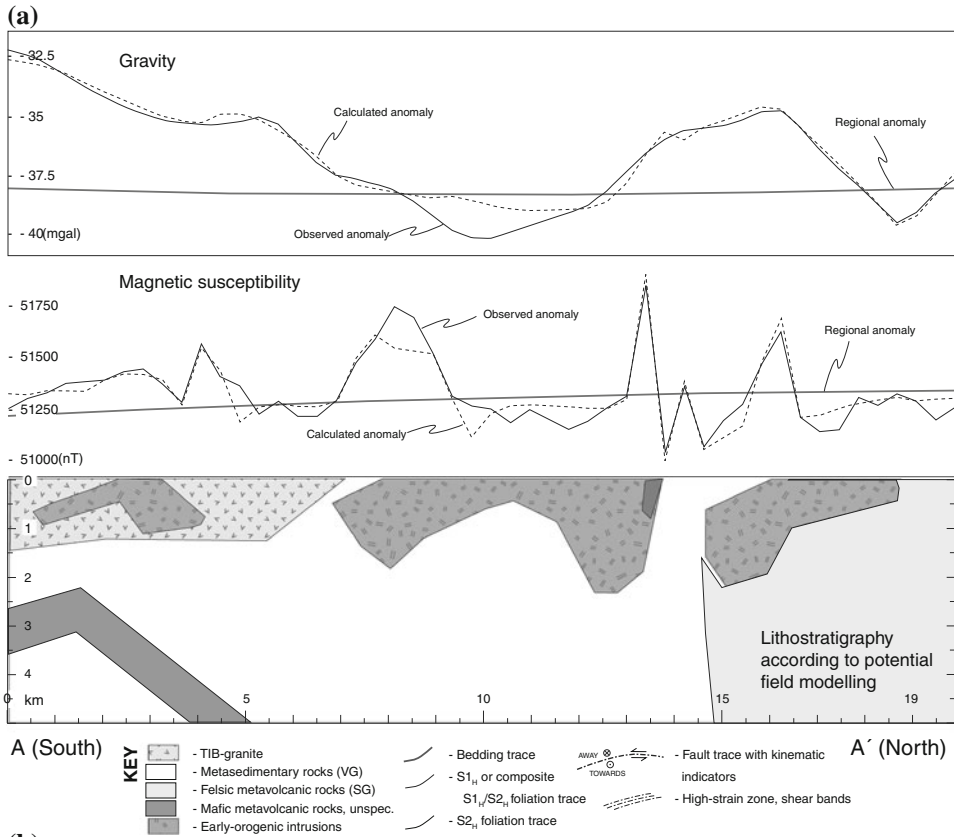 (a)
- 32.5
Gravity
Calculated anomaly
- 35
Regional anomaly
- 37.5
- 40(mgal)
Observed anomaly
Magnetic susceptibility
- 51750
Observed anomaly
- 51500
Regional anomaly
- 51250
Calculated anomaly
51000(nT)
0
1
2
3
4
km
0
5
10
15
19
Lithostratigraphy
according to potential
field modelling
A (South)
A´ (North)
KEY
- TIB-granite
- Metasedimentary rocks (VG)
- Felsic metavolcanic rocks (SG)
- Mafic metavolcanic rocks, unspec.
- Early-orogenic intrusions
- Bedding trace
- S1H or composite
S1H/S2H foliation trace
- S2H foliation trace
AWAY
TOWARDS
- Fault trace with kinematic
indicators
- High-strain zone, shear bands